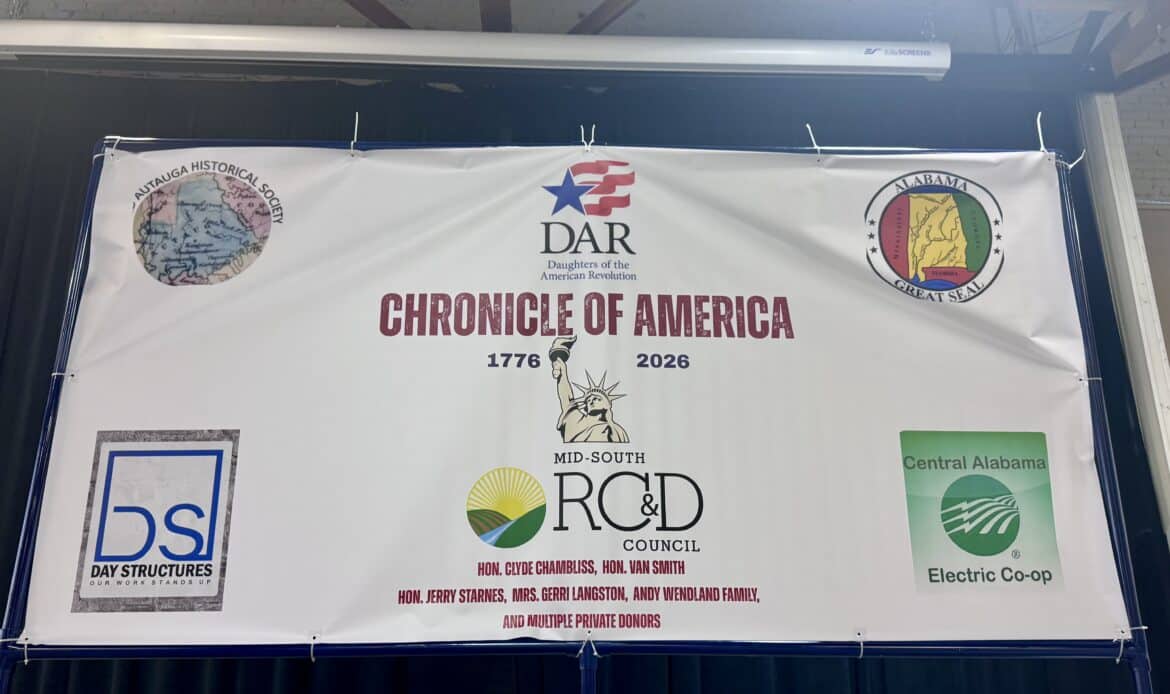 AUTAUGA HISTORICAL SOCIETY
DAR
Daughters of the
American Revolution
ALABAMA
FLORIDA
GREAT SEAL
CHRONICLE OF AMERICA
1776 2026
DS
DAY STRUCTURES
OUR WORK STANDS UP
MID-SOUTH
RC&D
COUNCIL
Central Alabama
®
Electric Co-op
HON. CLYDE CHAMBLISS, HON. VAN SMITH
HON. JERRY STARNES, MRS. GERRI LANGSTON, ANDY WENDLAND FAMILY,
AND MULTIPLE PRIVATE DONORS